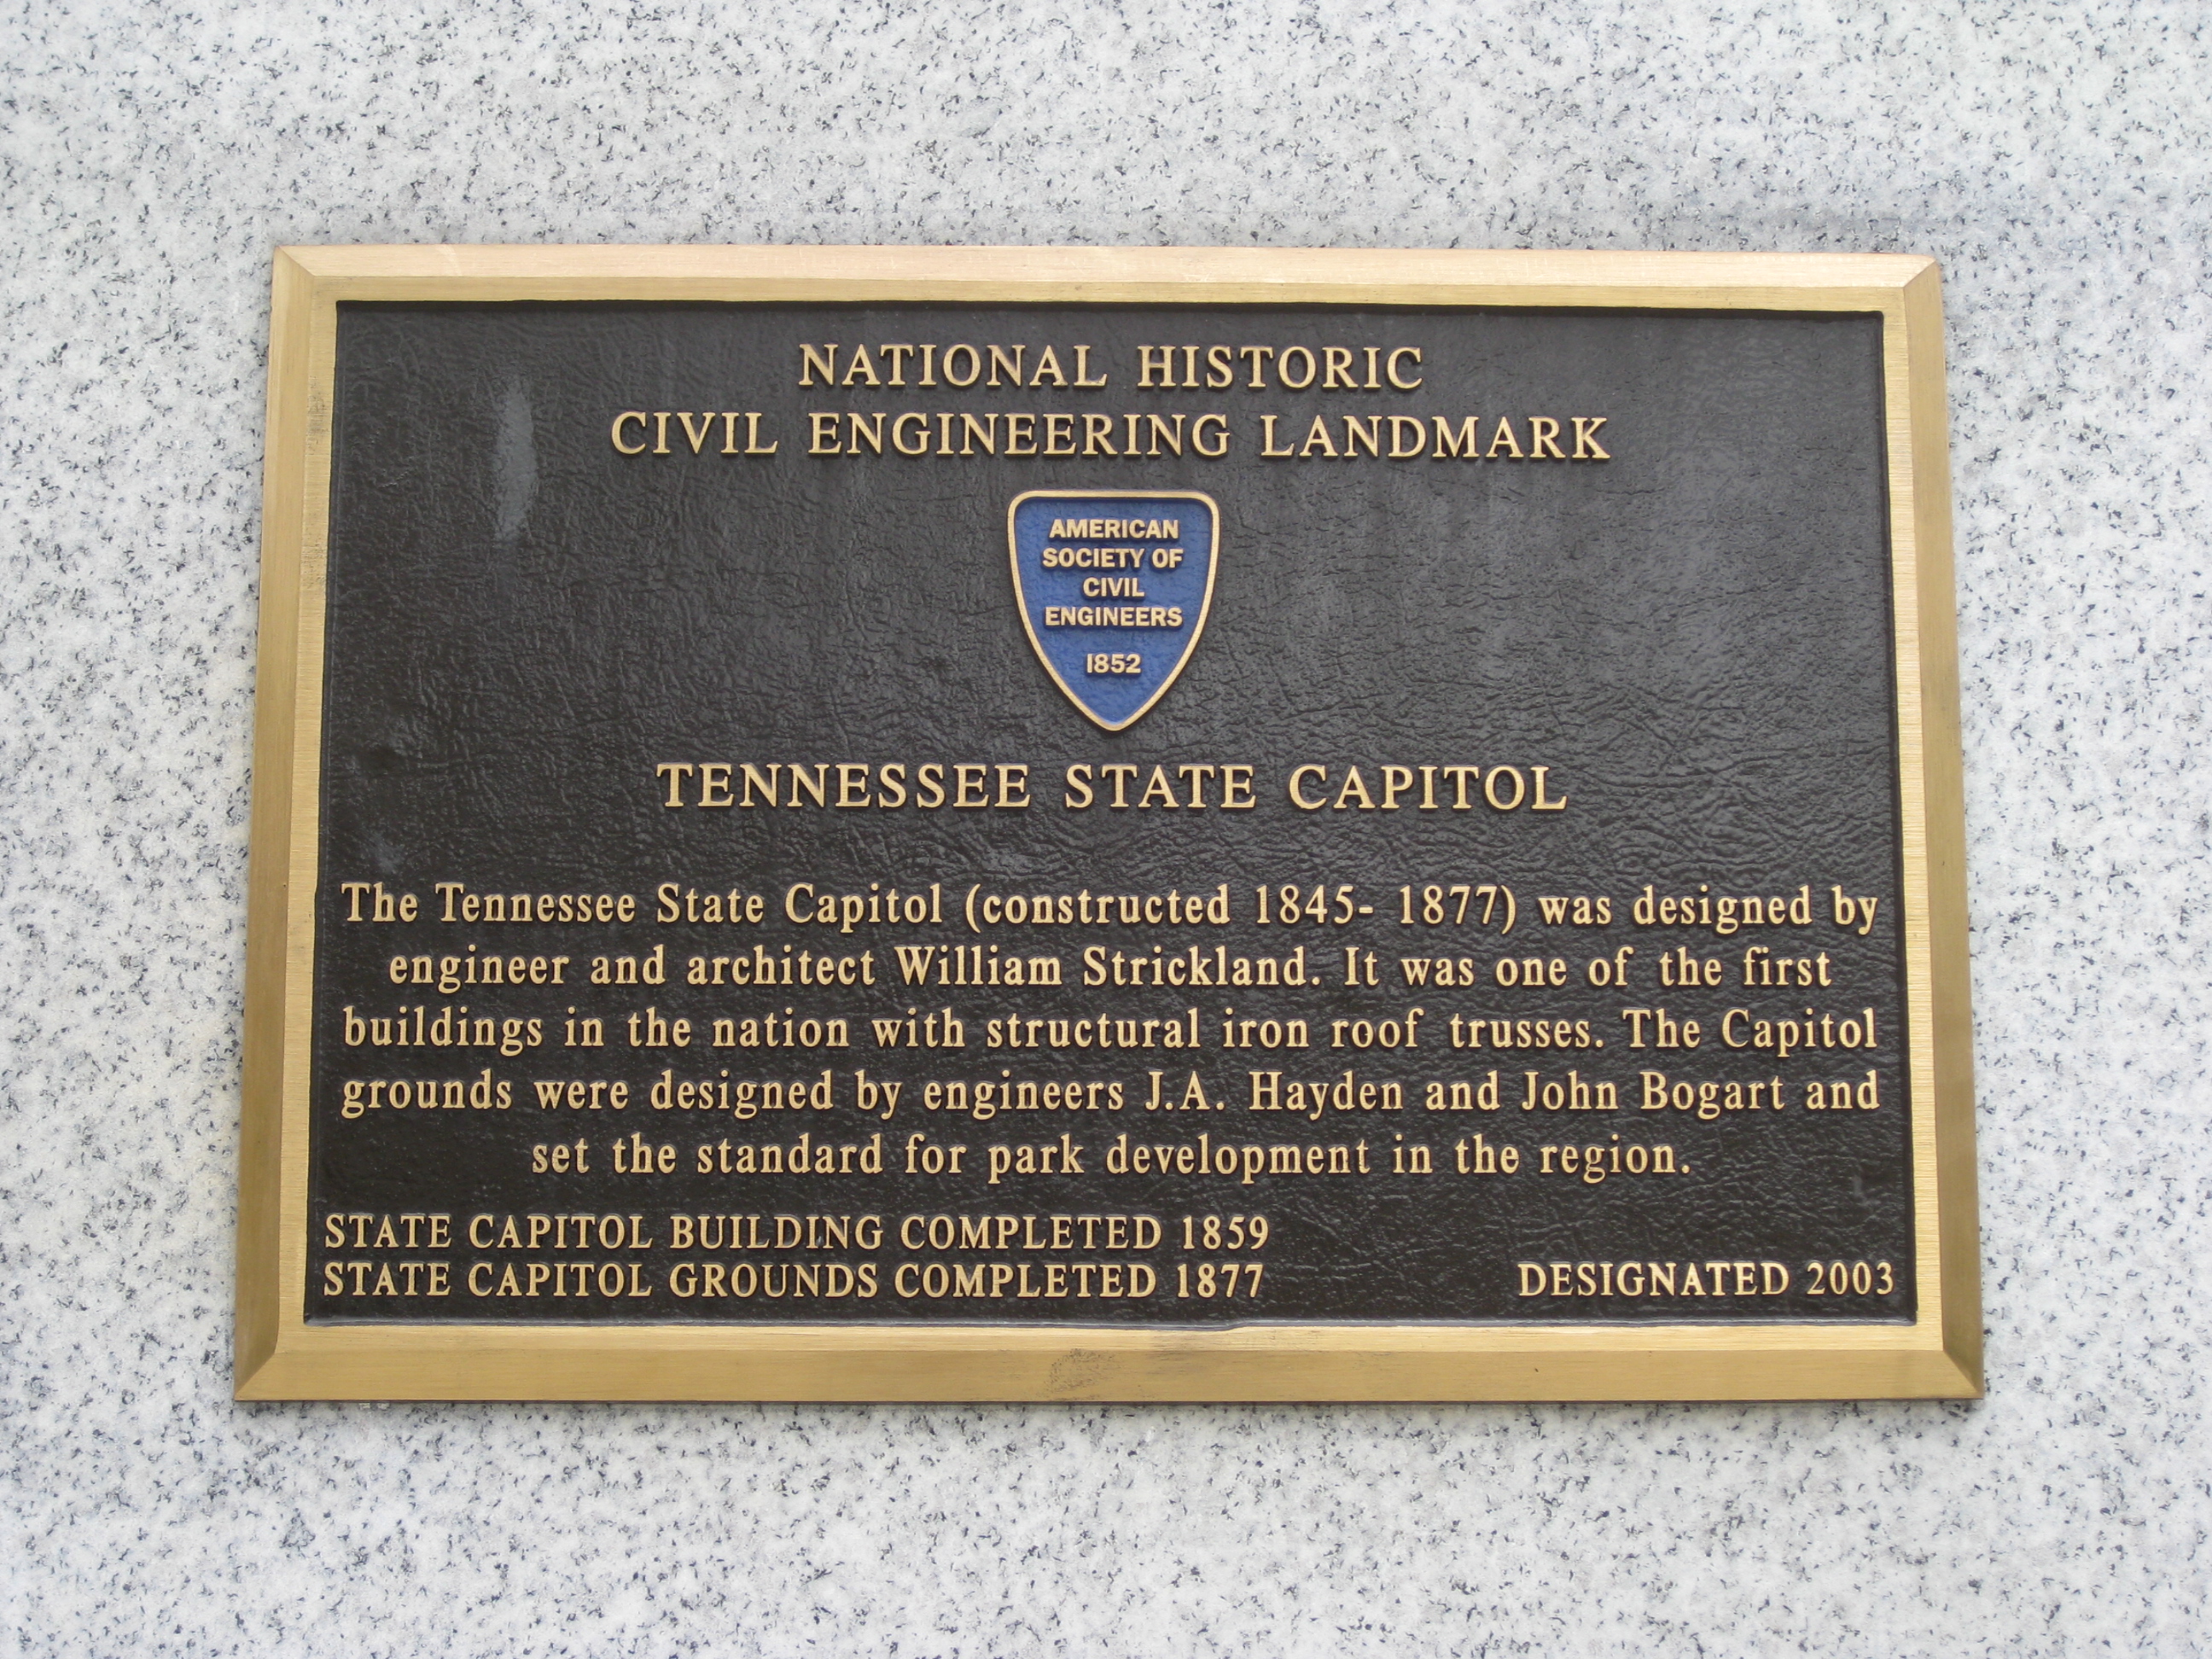 NATIONAL HISTORIC
CIVIL ENGINEERING LANDMARK
AMERICAN
SOCIETY OF
CIVIL
ENGINEERS
1852
TENNESSEE STATE CAPITOL
The Tennessee State Capitol (constructed 1845- 1877) was designed by
engineer and architect William Strickland. It was one of the first
buildings in the nation with structural iron roof trusses. The Capitol
grounds were designed by engineers J.A. Hayden and John Bogart and
set the standard for park development in the region.
STATE CAPITOL BUILDING COMPLETED 1859
STATE CAPITOL GROUNDS COMPLETED 1877
DESIGNATED 2003